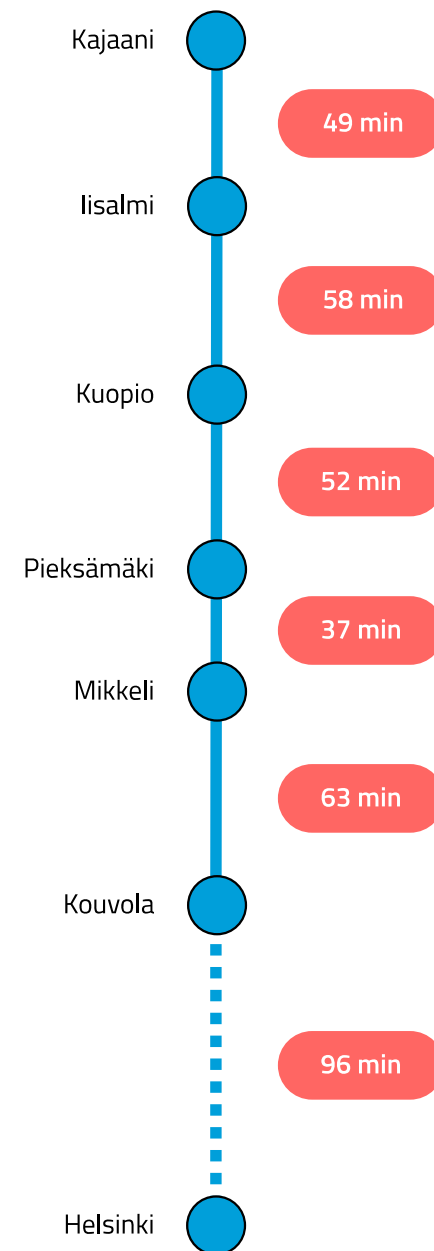 Kajaani
49 min
Iisalmi
58 min
Kuopio
52 min
Pieksämäki
37 min
Mikkeli
63 min
Kouvola
96 min
Helsinki